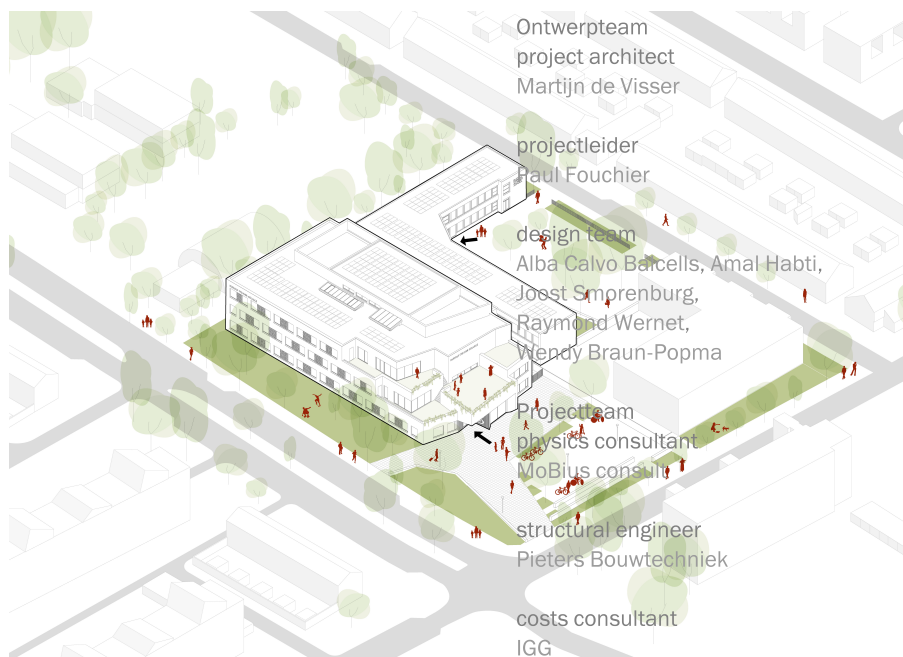 Ontwerpteam
project architect
Martijn de Visser
projectleider
Paul Fouchier
design team
Alba Calvo Balcells, Amal Habti,
Joost Smorenburg,
Raymond Wernet,
Wendy Braun-Popma
Projectteam
physics consultant
MoBius consult
structural engineer
Pieters Bouwtechniek
costs consultant
IGG